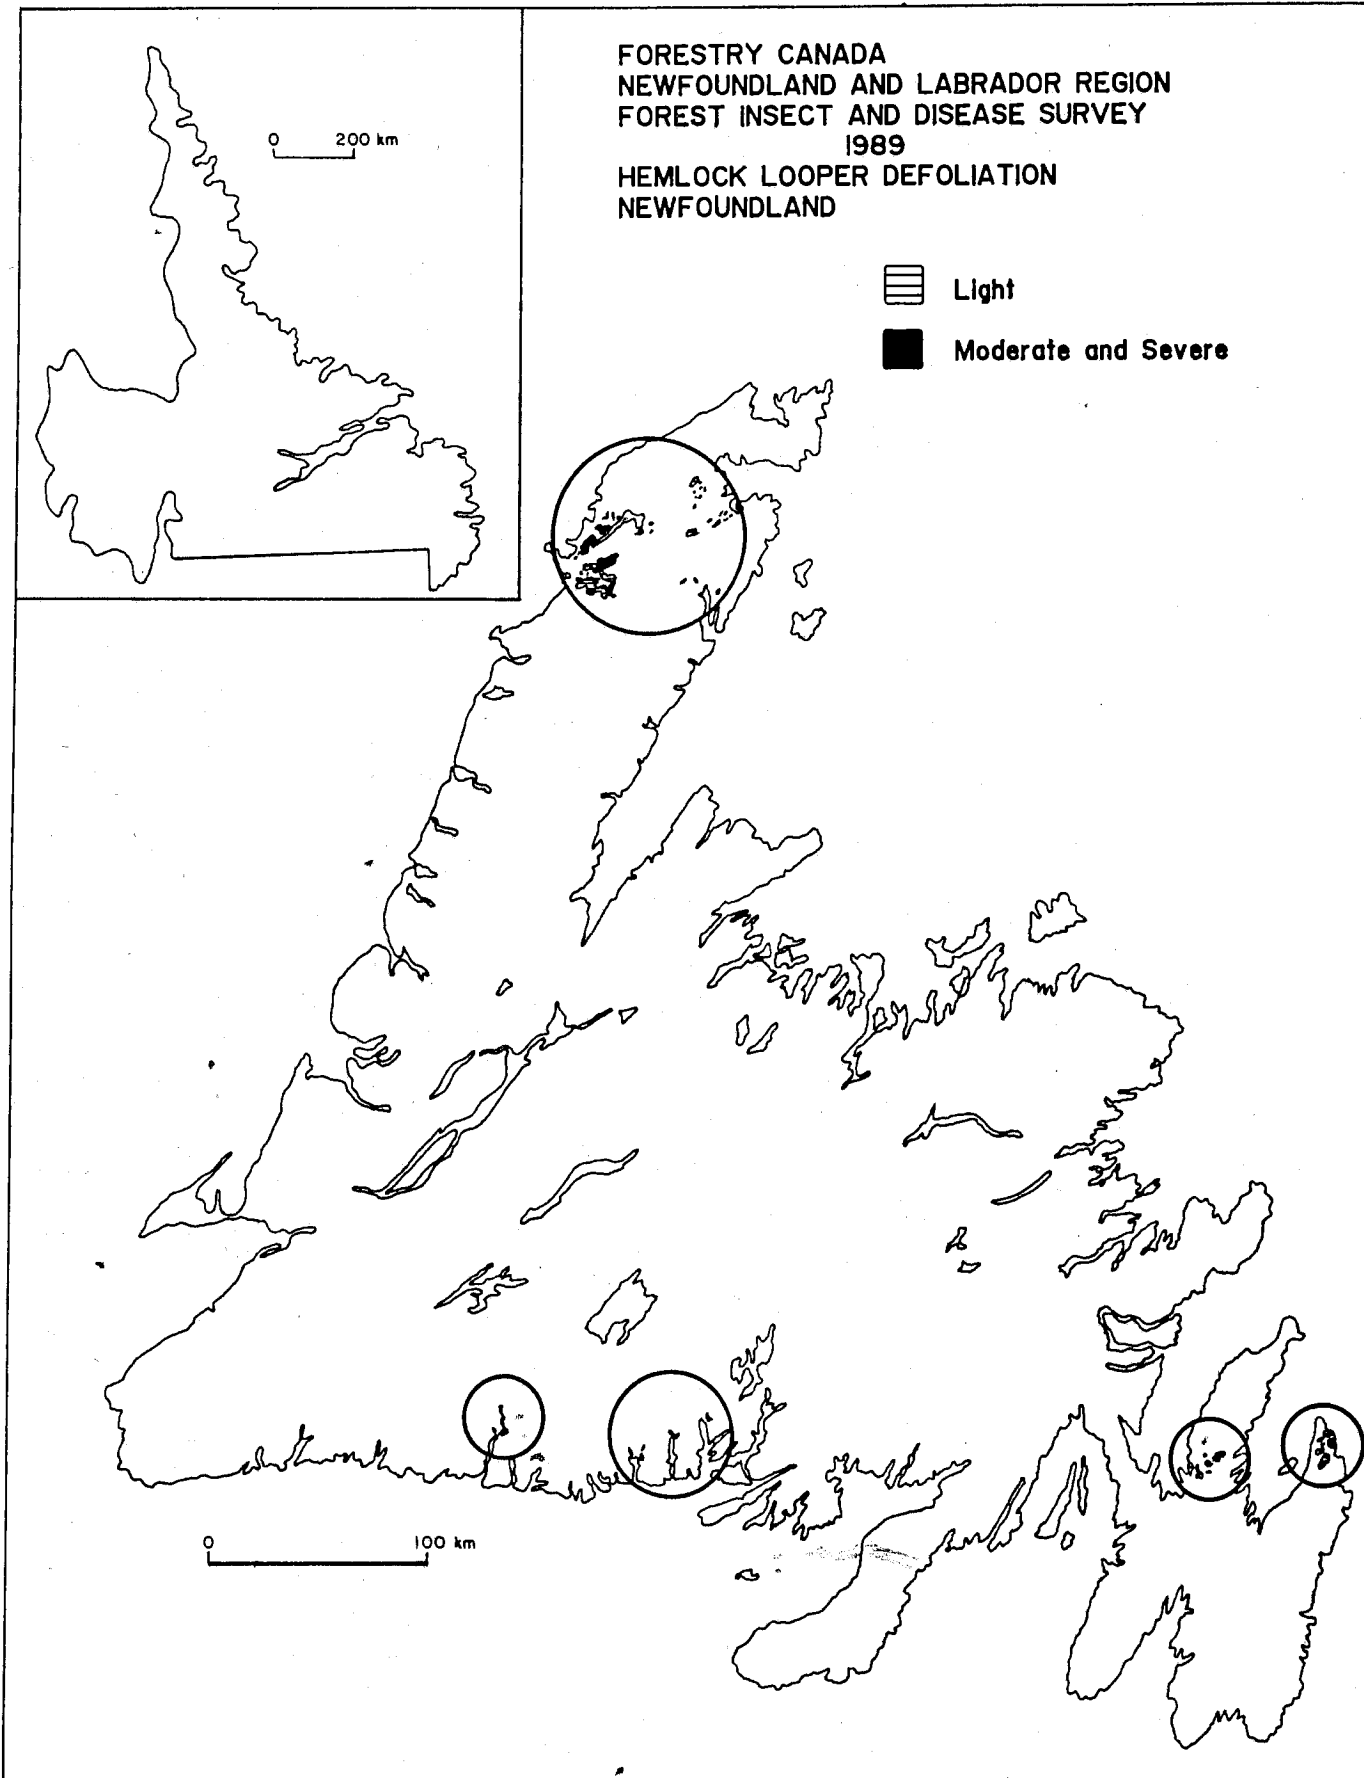 FORESTRY CANADA
NEWFOUNDLAND AND LABRADOR REGION
FOREST INSECT AND DISEASE SURVEY
1989
HEMLOCK LOOPER DEFOLIATION
NEWFOUNDLAND
0 200 km
Light
Moderate and Severe
0 100 km